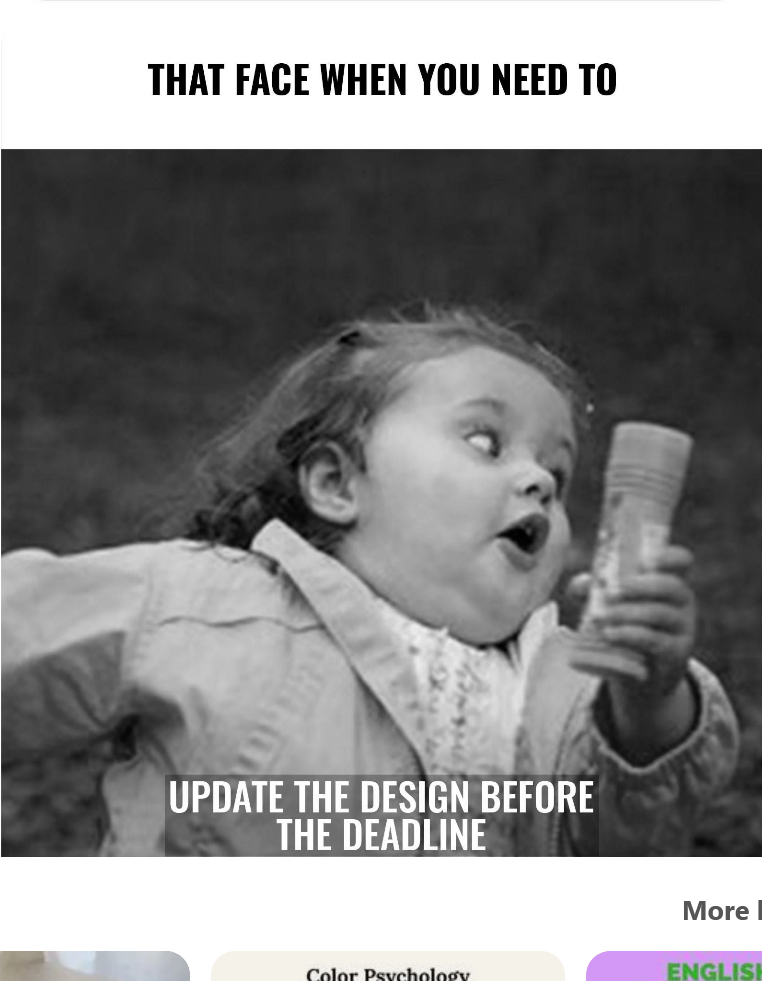 THAT FACE WHEN YOU NEED TO
UPDATE THE DESIGN BEFORE
THE DEADLINE
More
Color Psychology
ENGLISH